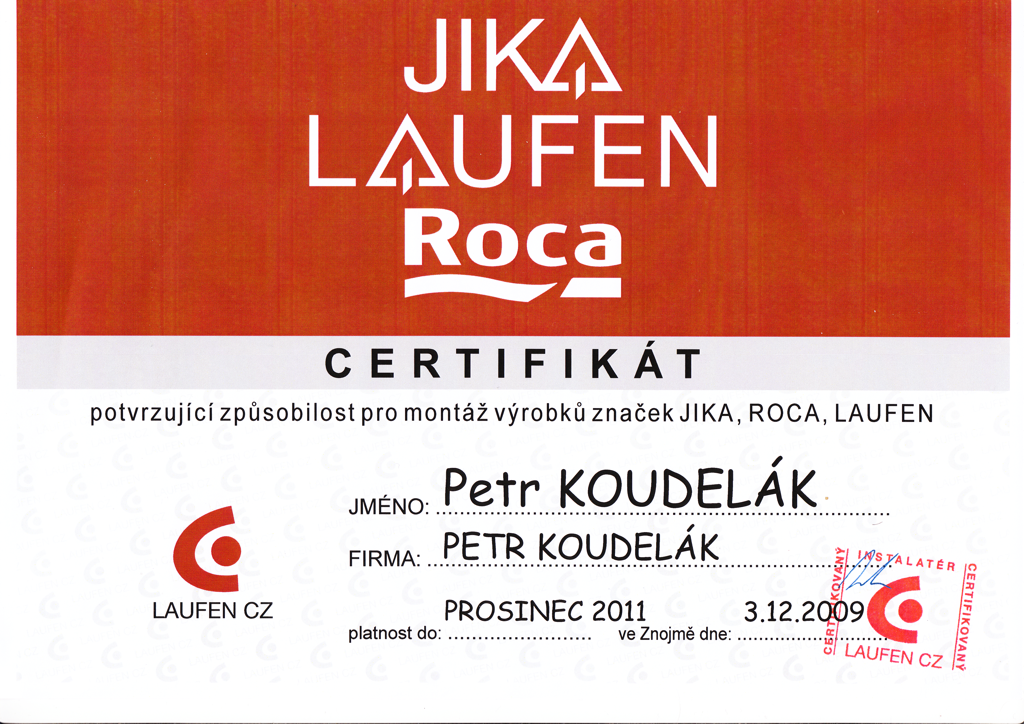 JIKA
LAUFEN
Roca
CERTIFIKÁT
potvrzující způsobilost pro montáž výrobků značek JIKA, ROCA, LAUFEN
JMÉNO: Petr KOUDELÁK
FIRMA: PETR KOUDELÁK
platnost do: PROSINEC 2011 ve Znojmě dne: 3.12.2009
LAUFEN CZ
CERTIFIKOVANÝ
INSTALATÉR
CERTIFIKOVANÝ
LAUFEN CZ